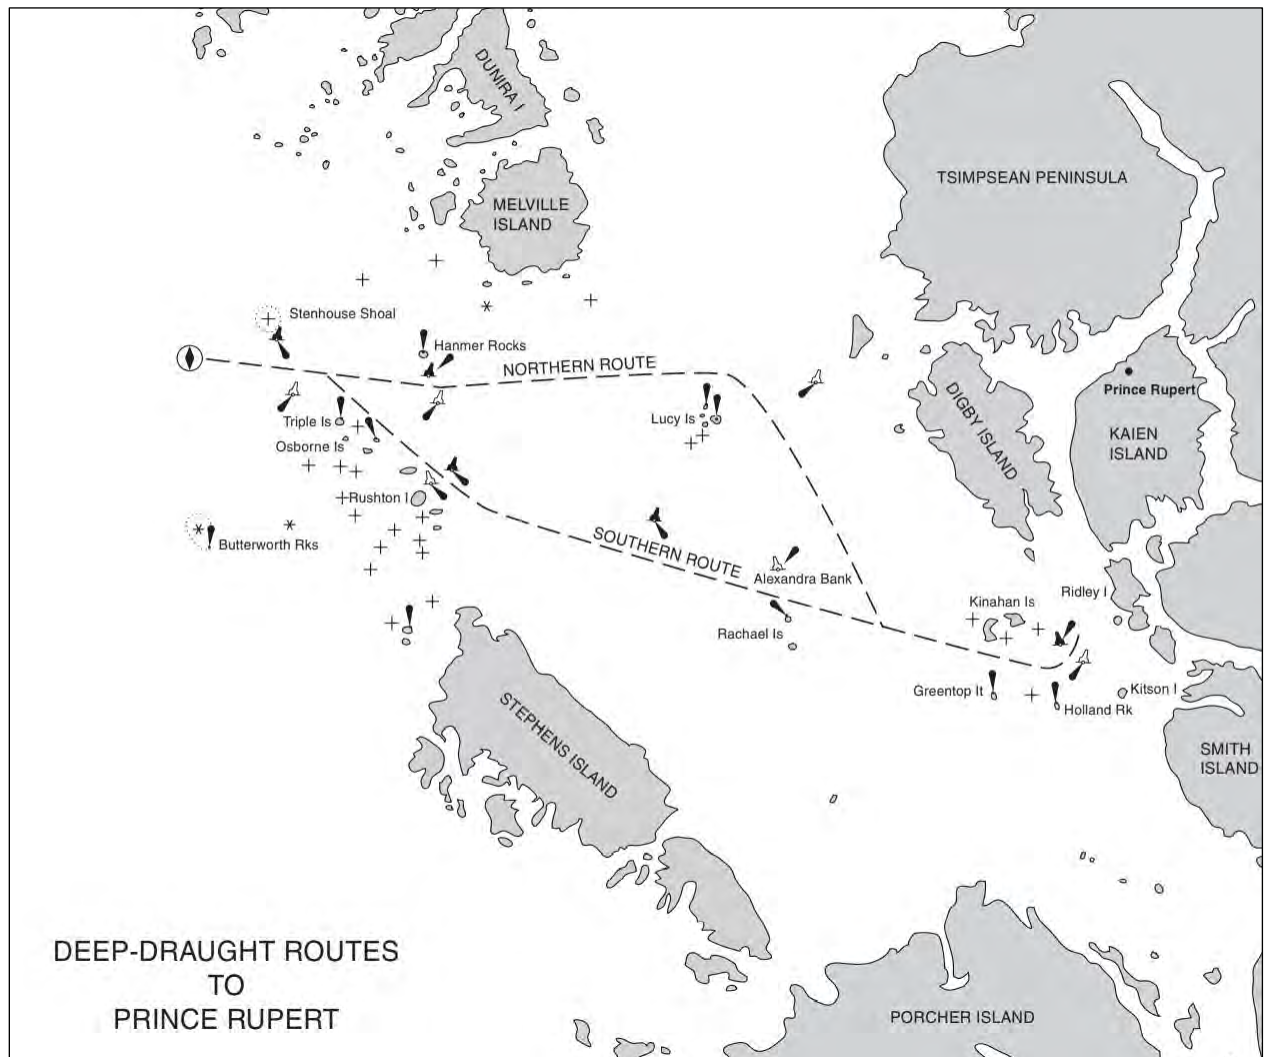 DUNIRA I
TSIMPSEAN PENINSULA
MELVILLE
ISLAND
Stenhouse Shoal
Hanmer Rocks
NORTHERN ROUTE
Prince Rupert
DIGBY ISLAND
Triple Is
Lucy Is
KAIEN
ISLAND
Osborne Is
Rushton I
Butterworth Rks
SOUTHERN ROUTE
Alexandra Bank
Ridley I
Kinahan Is
Rachael Is
Greentop It
Kitson I
Holland Rk
STEPHENS ISLAND
SMITH
ISLAND
DEEP-DRAUGHT ROUTES
TO
PRINCE RUPERT
PORCHER ISLAND